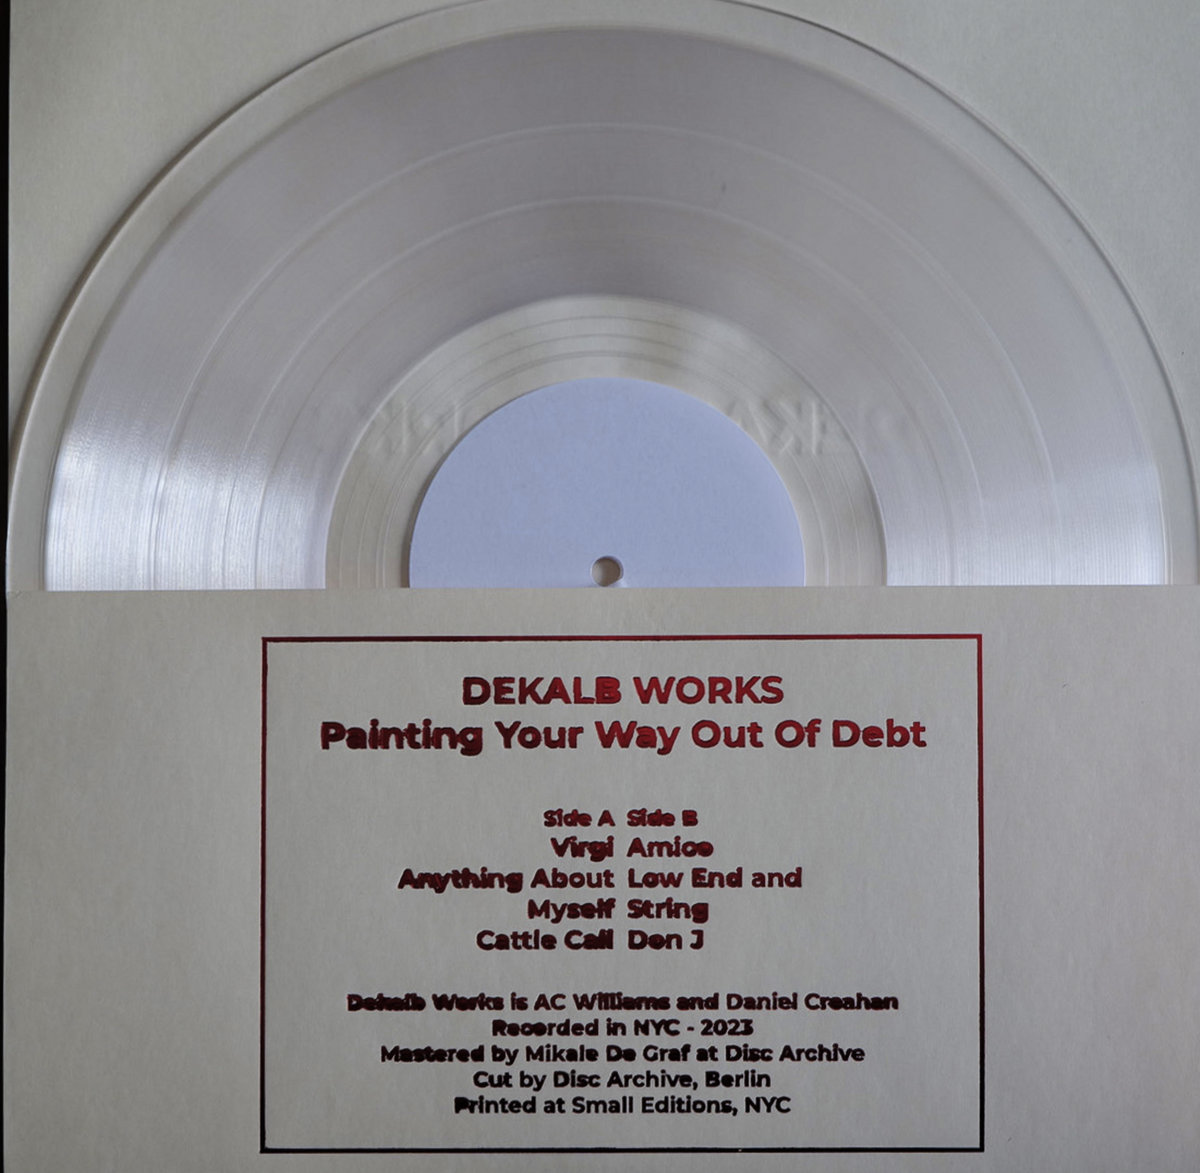 DEKALB WORKS
Painting Your Way Out Of Debt
Side A Side B
Virgi Amico
Anything About Low End and
Myself String
Cattle Call Don J
Dekalb Works is AC Williams and Daniel Creahan
Recorded in NYC - 2023
Mastered by Mikale De Graf at Disc Archive
Cut by Disc Archive, Berlin
Printed at Small Editions, NYC